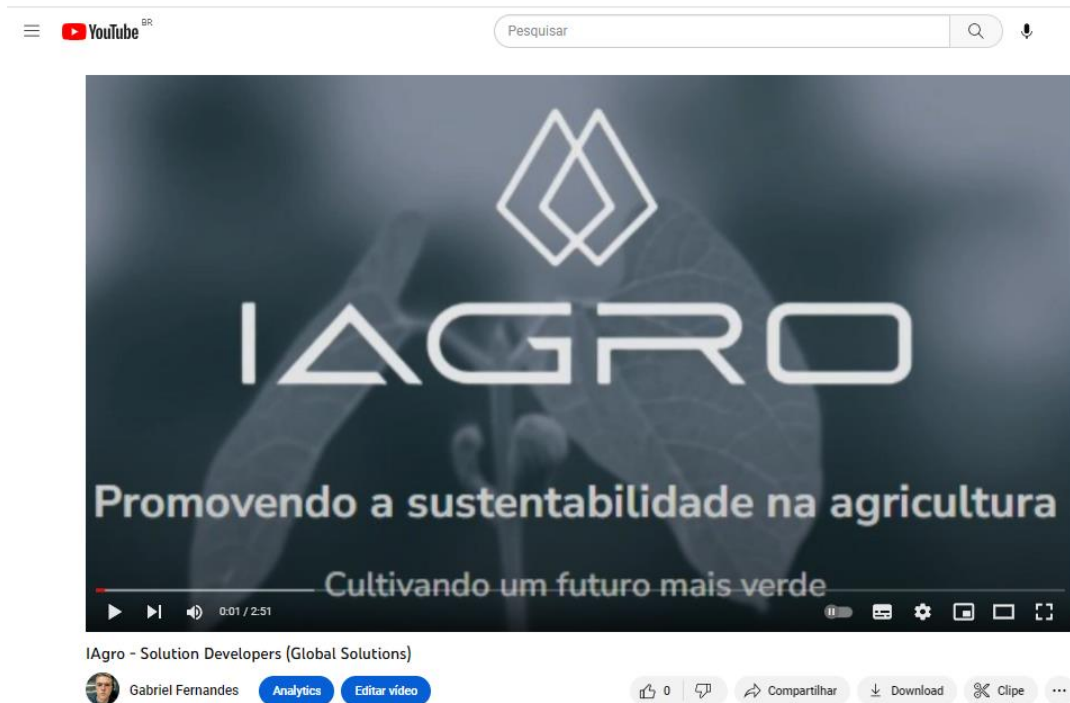 YouTube BR
Pesquisar
IAGRO
Promovendo a sustentabilidade na agricultura
Cultivando um futuro mais verde
0:01 / 2:51
IAgro - Solution Developers (Global Solutions)
Gabriel Fernandes
Analytics
Editar vídeo
0
Compartilhar
Download
Clipe